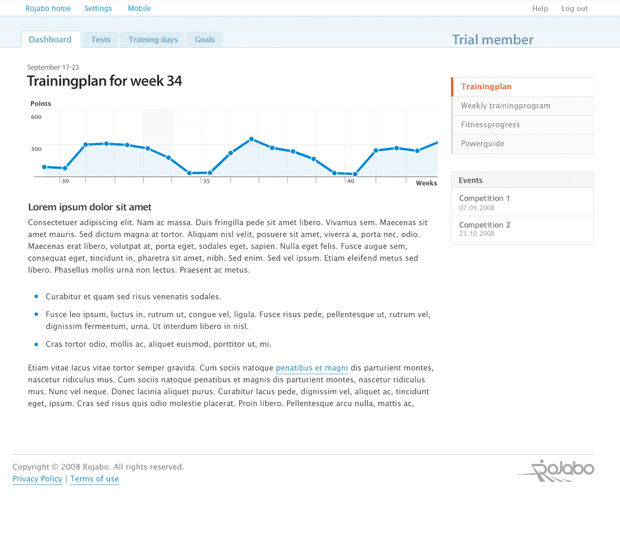 Rojabo home Settings Mobile Help Log out
Dashboard Tests Training days Goals Trial member
September 17-23
Trainingplan for week 34
Points
600
300
30 35 40 Weeks
Trainingplan
Weekly trainingprogram
Fitnessprogress
Powerguide
Events
Competition 1
07.09.2008
Competition 2
23.10.2008
Lorem ipsum dolor sit amet
Consectetuer adipiscing elit. Nam ac massa. Duis fringilla pede sit amet libero. Vivamus sem. Maecenas sit
amet mauris. Sed dictum magna at tortor. Aliquam nisl velit, posuere sit amet, viverra a, porta nec, odio.
Maecenas erat libero, volutpat at, porta eget, sodales eget, sapien. Nulla eget felis. Fusce augue sem,
consequat eget, tincidunt in, pharetra sit amet, nibh. Sed enim. Sed vel ipsum. Etiam eleifend metus sed
libero. Phasellus mollis urna non lectus. Praesent ac metus.
Curabitur et quam sed risus venenatis sodales.
Fusce leo ipsum, luctus in, rutrum ut, congue vel, ligula. Fusce risus pede, pellentesque ut, rutrum vel,
dignissim fermentum, urna. Ut interdum libero in nisl.
Cras tortor odio, mollis ac, aliquet euismod, porttitor ut, mi.
Etiam vitae lacus vitae tortor semper gravida. Cum sociis natoque penatibus et magni dis parturient montes,
nascetur ridiculus mus. Cum sociis natoque penatibus et magnis dis parturient montes, nascetur ridiculus
mus. Nunc vel neque. Donec lacinia aliquet purus. Curabitur lacus pede, dignissim vel, aliquet ac, tincidunt
eget, ipsum. Cras sed risus quis odio molestie placerat. Proin libero. Pellentesque arcu nulla, mattis ac,
Copyright © 2008 Rojabo. All rights reserved.
Privacy Policy | Terms of use
Rojabo